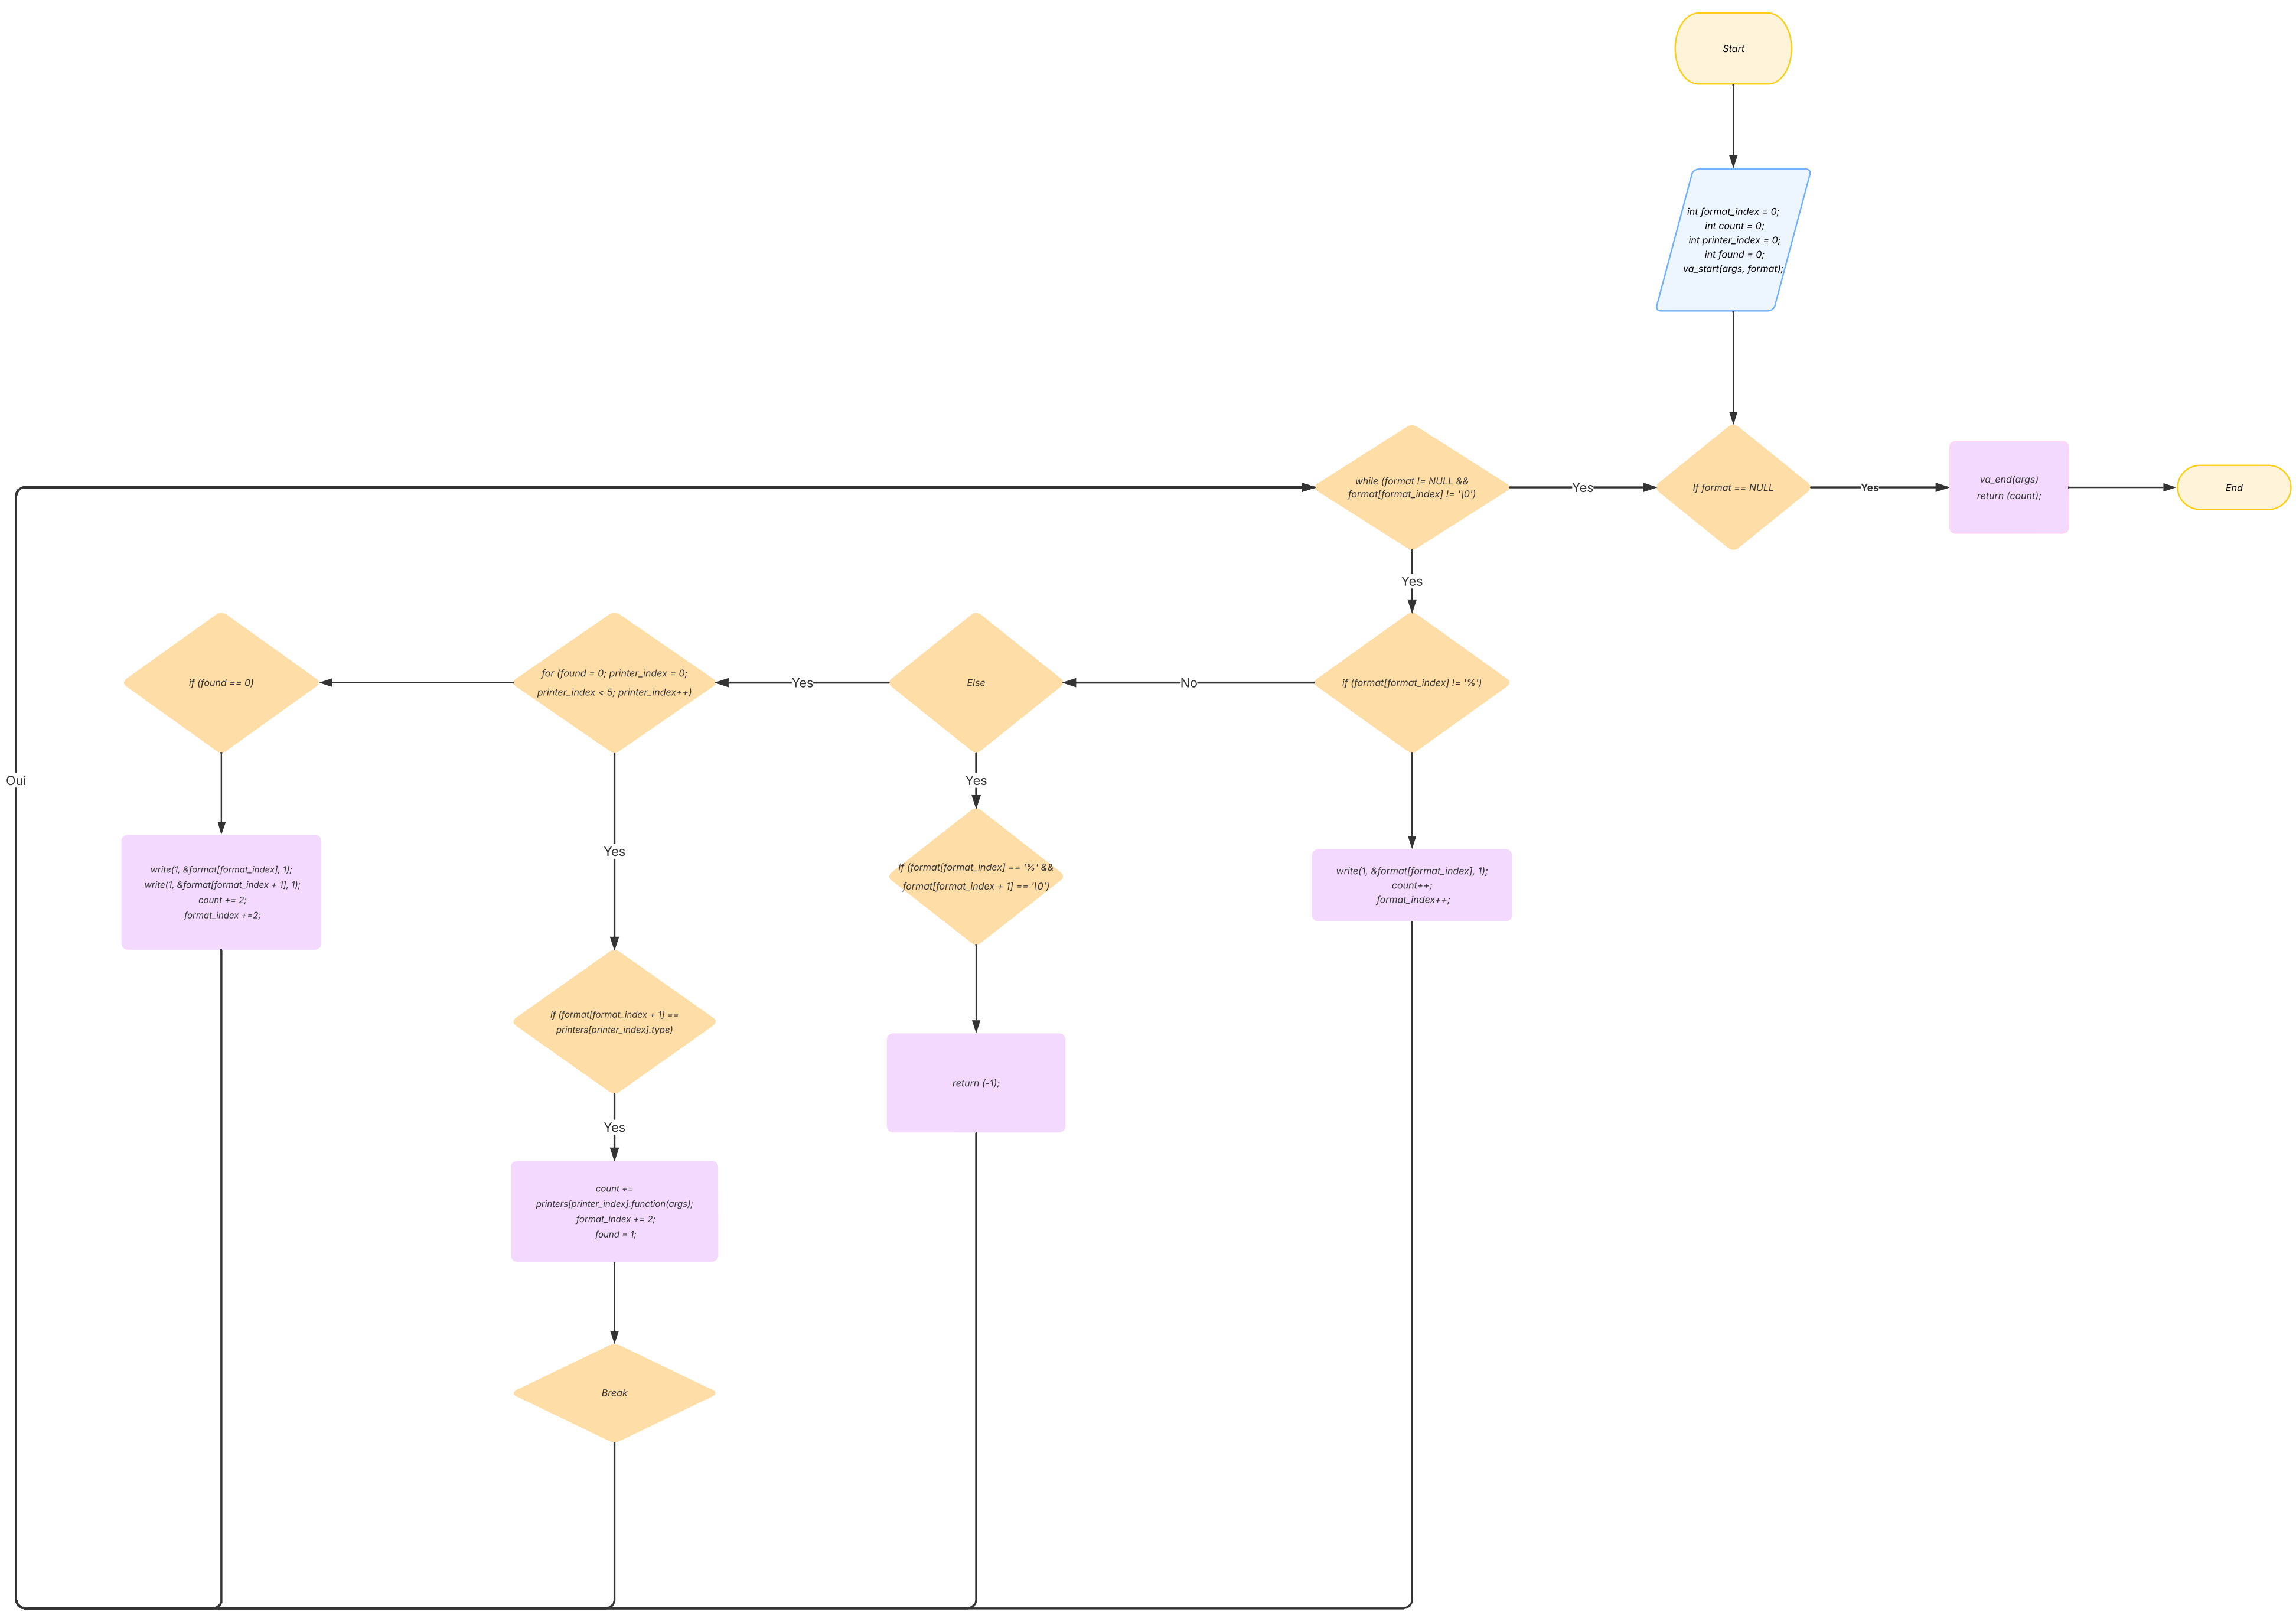 Start
int format_index = 0;
int count = 0;
int printer_index = 0;
int found = 0;
va_start(args, format);
while (format != NULL &&
format[format_index] != '\0')
Yes
If format == NULL
Yes
va_end(args)
return (count);
End
Yes
if (found == 0)
for (found = 0; printer_index = 0;
printer_index < 5; printer_index++)
Yes
Else
No
if (format[format_index] != '%')
Oui
Yes
write(1, &format[format_index], 1);
write(1, &format[format_index + 1], 1);
count += 2;
format_index +=2;
Yes
if (format[format_index] == '%' &&
format[format_index + 1] == '\0')
write(1, &format[format_index], 1);
count++;
format_index++;
if (format[format_index + 1] ==
printers[printer_index].type)
return (-1);
Yes
count +=
printers[printer_index].function(args);
format_index += 2;
found = 1;
Break